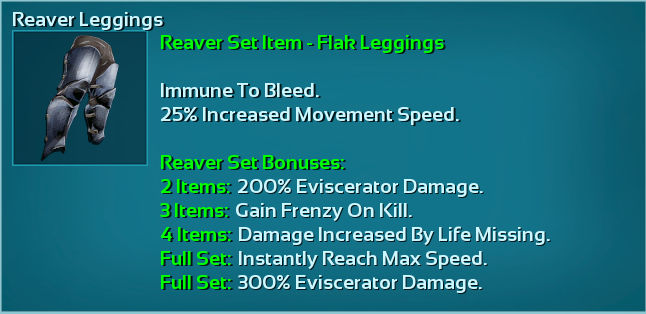 Reaver Leggings
Reaver Set Item - Flak Leggings
Immune To Bleed.
25% Increased Movement Speed.
Reaver Set Bonuses:
2 Items: 200% Eviscerator Damage.
3 Items: Gain Frenzy On Kill.
4 Items: Damage Increased By Life Missing.
Full Set: Instantly Reach Max Speed.
Full Set: 300% Eviscerator Damage.